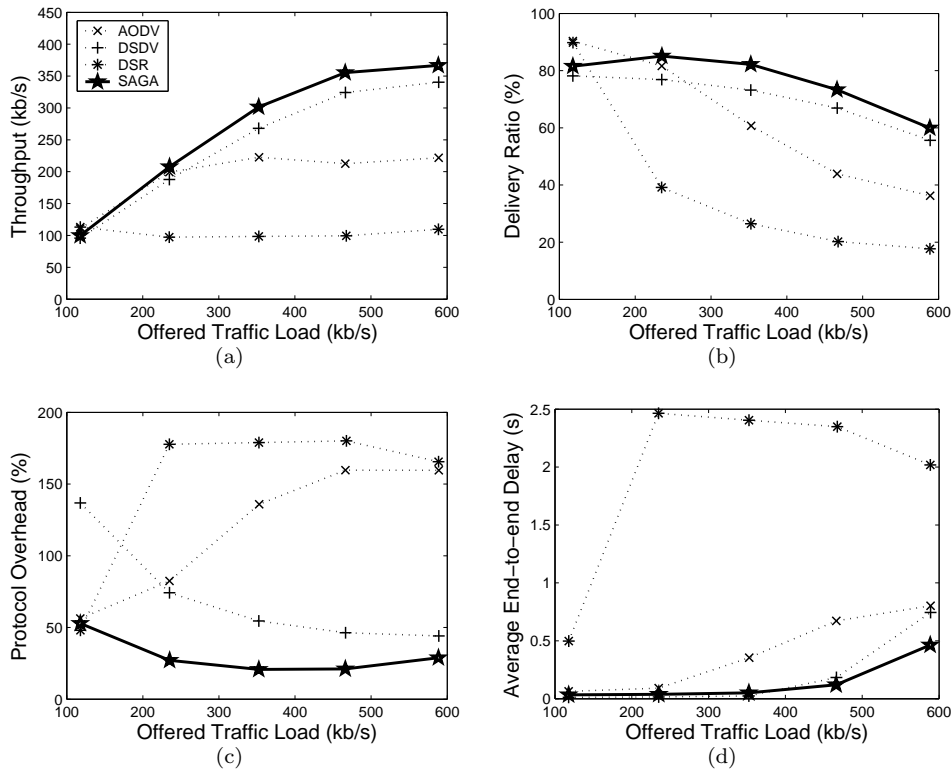 450
400
350
300
250
200
150
100
50
0
100 200 300 400 500 600
Throughput (kb/s)
Offered Traffic Load (kb/s)
AODV
DSDV
DSR
SAGA
(a)
100
80
60
40
20
0
100 200 300 400 500 600
Delivery Ratio (%)
Offered Traffic Load (kb/s)
(b)
200
150
100
50
0
100 200 300 400 500 600
Protocol Overhead (%)
Offered Traffic Load (kb/s)
(c)
2.5
2
1.5
1
0.5
0
100 200 300 400 500 600
Average End-to-end Delay (s)
Offered Traffic Load (kb/s)
(d)